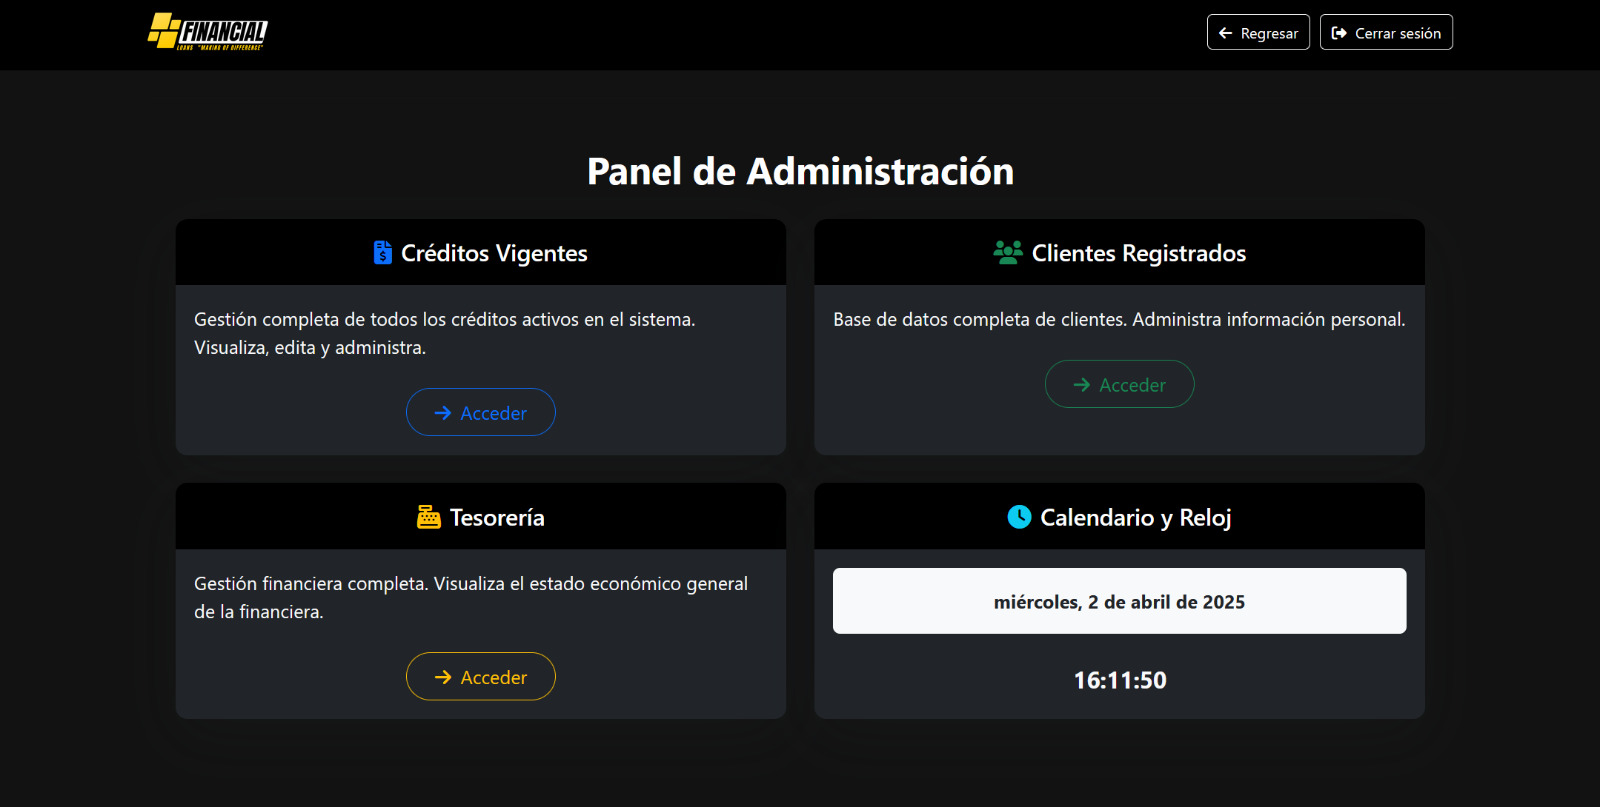 FINANCIAL
LOANS "MAKING OF DIFFERENCE"
Regresar
Cerrar sesión
Panel de Administración
Créditos Vigentes
Gestión completa de todos los créditos activos en el sistema.
Visualiza, edita y administra.
Acceder
Clientes Registrados
Base de datos completa de clientes. Administra información personal.
Acceder
Tesorería
Gestión financiera completa. Visualiza el estado económico general
de la financiera.
Acceder
Calendario y Reloj
miércoles, 2 de abril de 2025
16:11:50